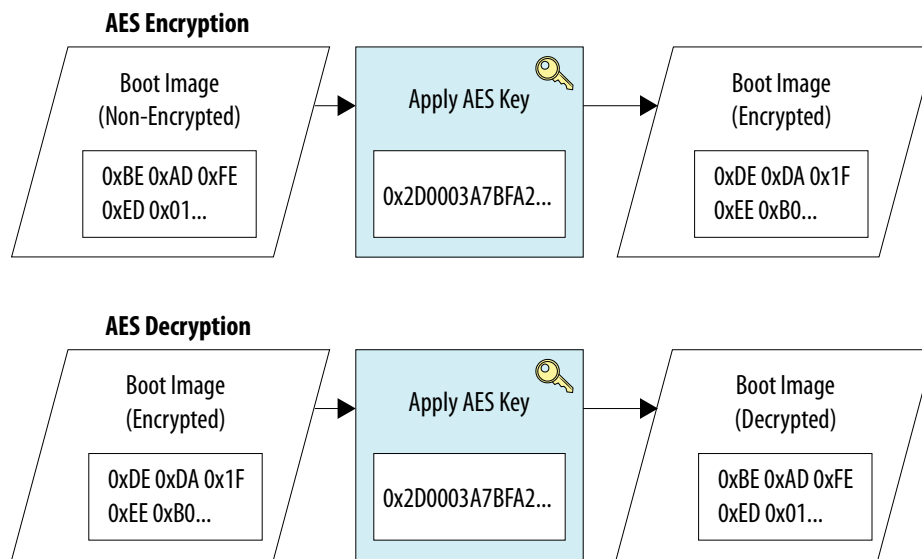 AES Encryption
Boot Image
(Non-Encrypted)
0xBE 0xAD 0xFE
0xED 0x01...
Apply AES Key
0x2D0003A7BFA2...
Boot Image
(Encrypted)
0xDE 0xDA 0x1F
0xEE 0xB0...
AES Decryption
Boot Image
(Encrypted)
0xDE 0xDA 0x1F
0xEE 0xB0...
Apply AES Key
0x2D0003A7BFA2...
Boot Image
(Decrypted)
0xBE 0xAD 0xFE
0xED 0x01...